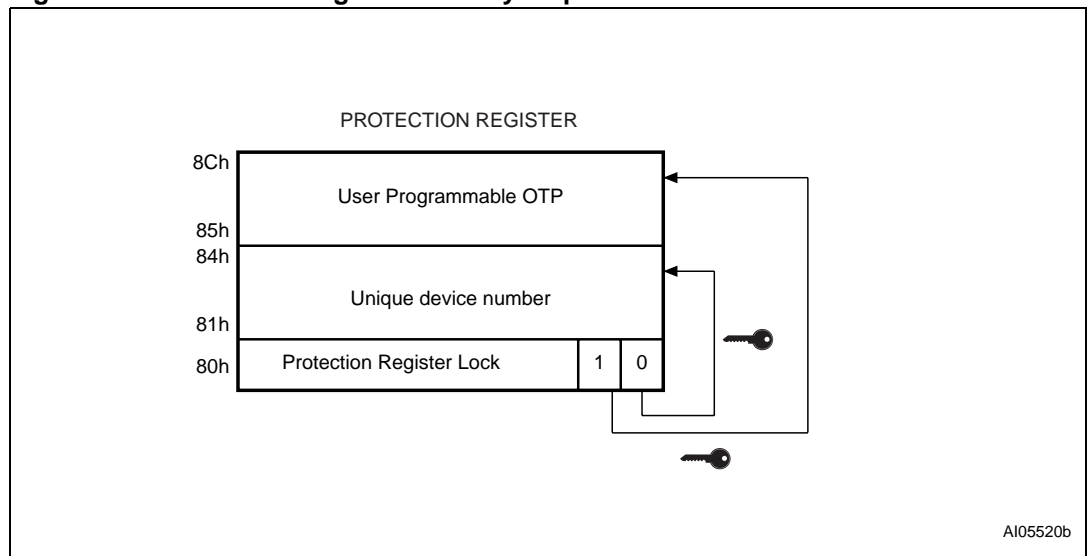 PROTECTION REGISTER
8Ch
User Programmable OTP
85h
84h
Unique device number
81h
80h
Protection Register Lock
1
0
AI05520b